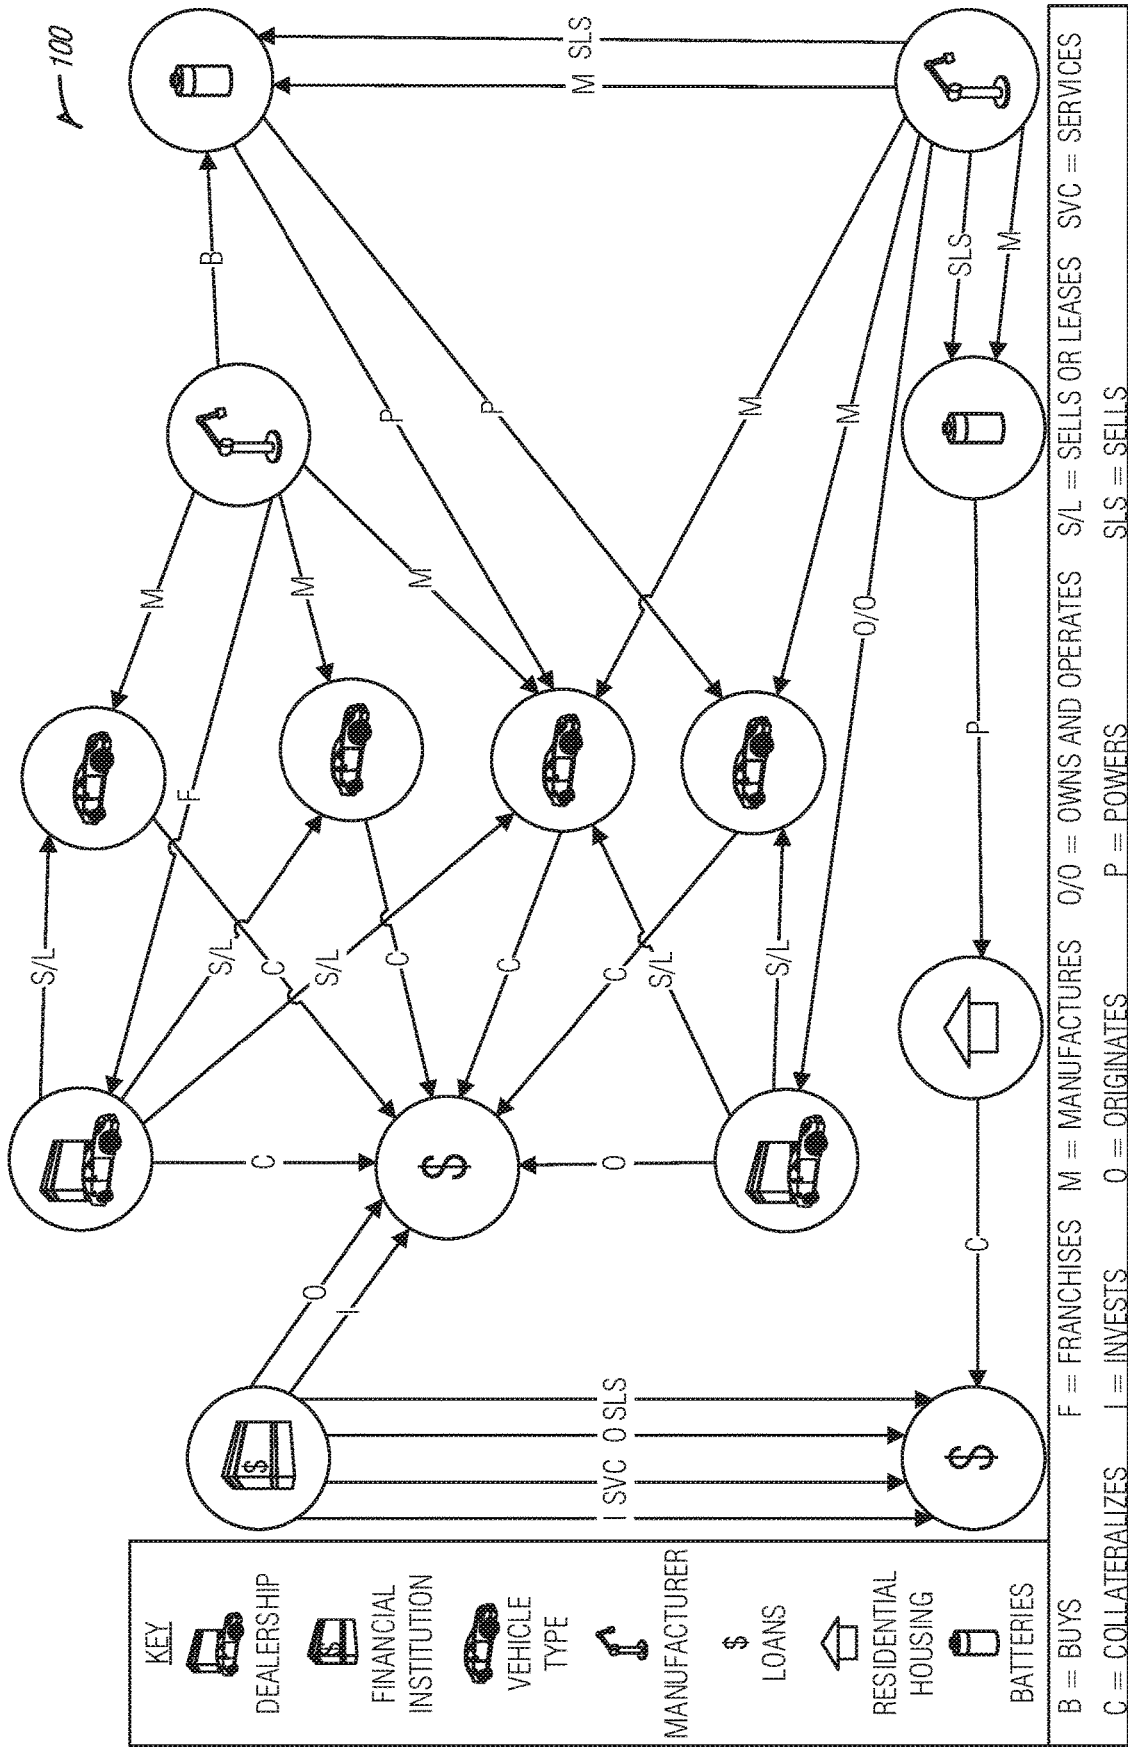 100
KEY
DEALERSHIP
FINANCIAL
INSTITUTION
VEHICLE
TYPE
MANUFACTURER
$
LOANS
RESIDENTIAL
HOUSING
BATTERIES
S/L
M
F
B
S/L
C
C
M
$
O
S/L
I
P
C
M
$
P
C
M SLS
I SVC O SLS
O
C
S/L
M
S/L
M
O/O
SLS
$
C
P
M
B = BUYS F = FRANCHISES M = MANUFACTURES O/O = OWNS AND OPERATES S/L = SELLS OR LEASES SVC = SERVICES
C = COLLATERALIZES I = INVESTS O = ORIGINATES P = POWERS SLS = SELLS